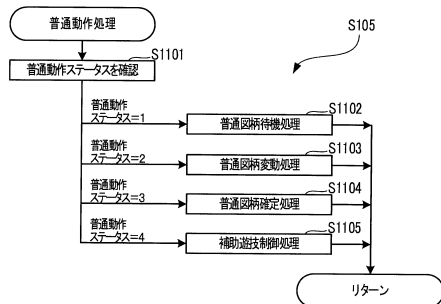 普通動作処理
S105
S1101
普通動作ステータスを確認
普通動作
ステータス=1
S1102
普通図柄待機処理
普通動作
ステータス=2
S1103
普通図柄変動処理
普通動作
ステータス=3
S1104
普通図柄確定処理
普通動作
ステータス=4
S1105
補助遊技制御処理
リターン